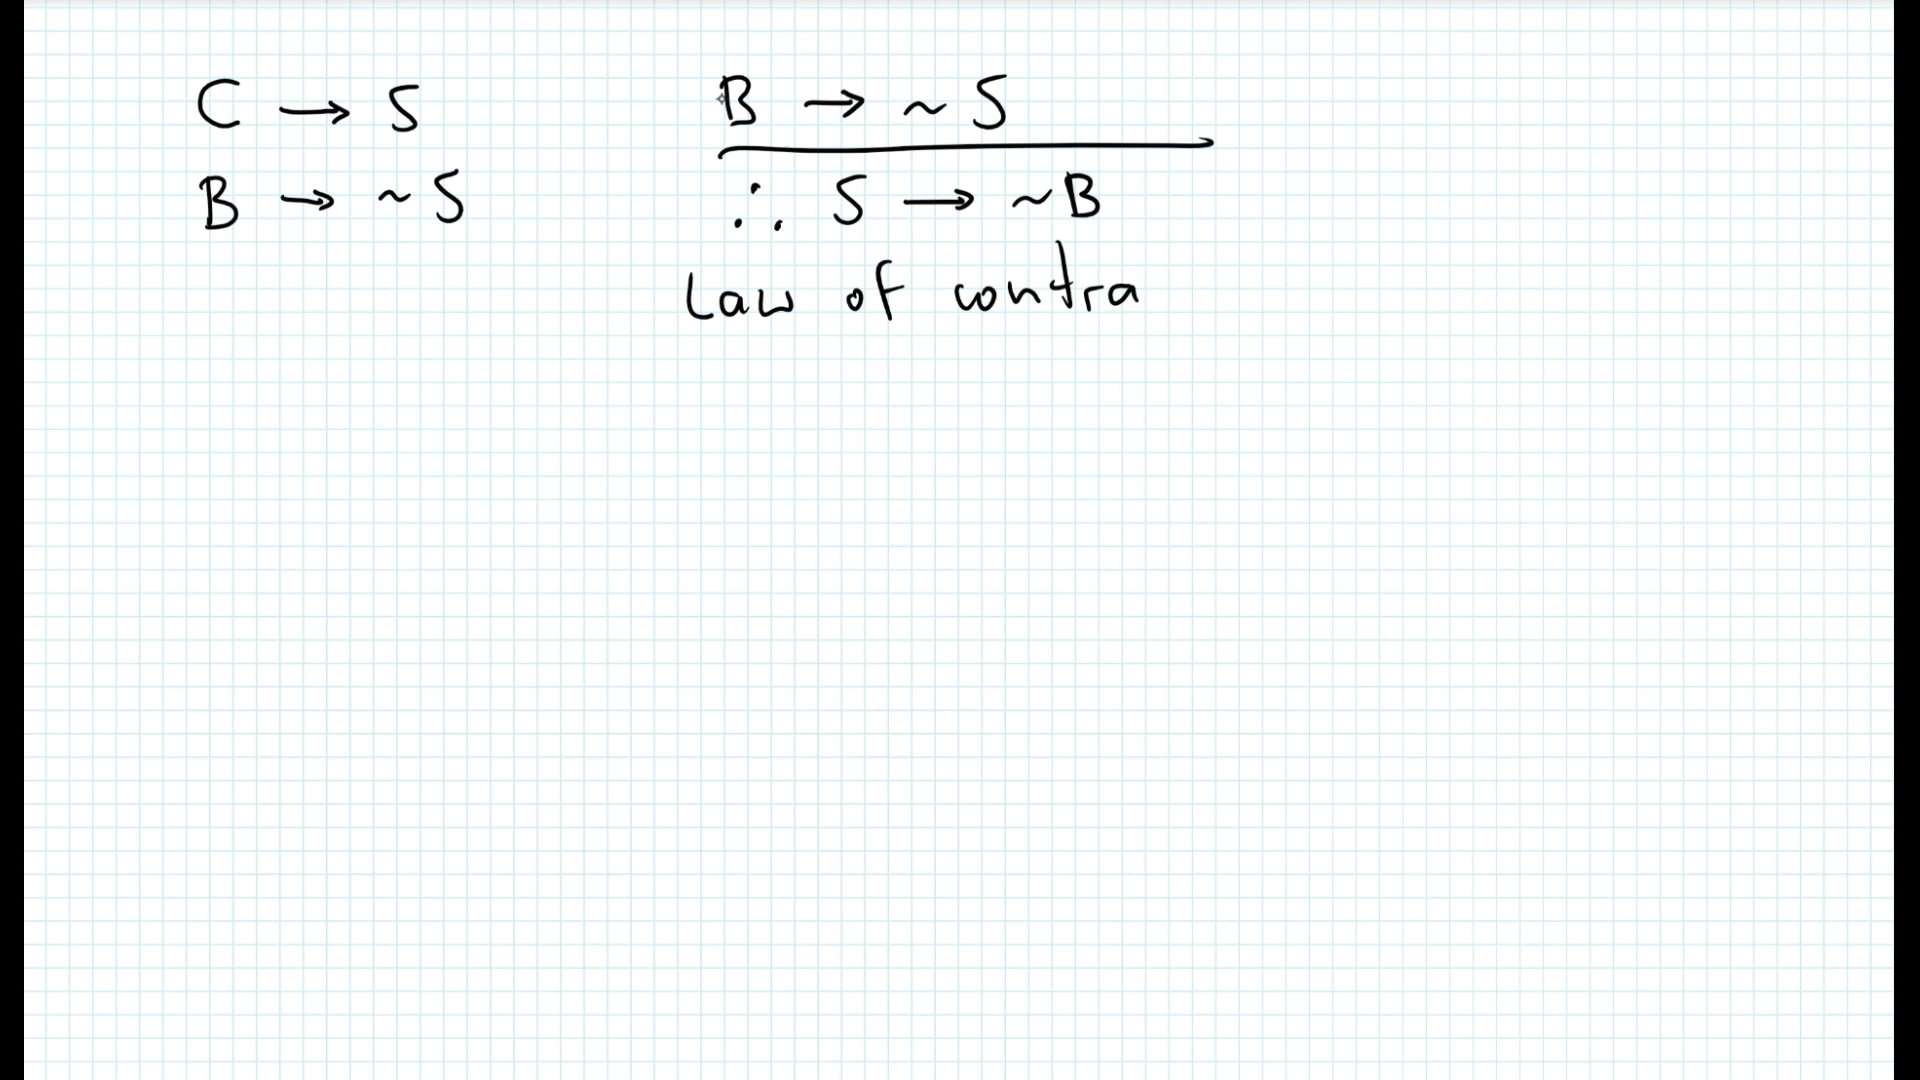 C → S
B → ~ S
B → ~ S
∴ S → ~B
Law of contra